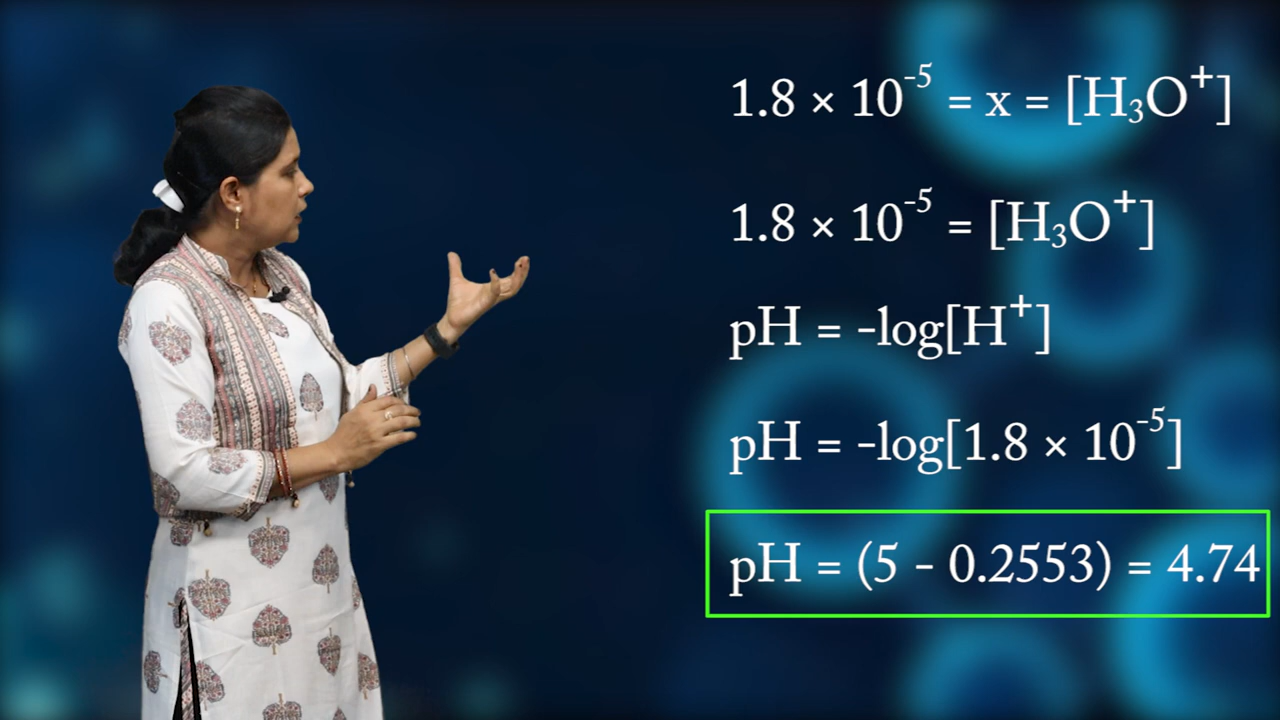 1.8 × 10⁻⁵ = x = [H₃O⁺]
1.8 × 10⁻⁵ = [H₃O⁺]
pH = -log[H⁺]
pH = -log[1.8 × 10⁻⁵]
pH = (5 - 0.2553) = 4.74